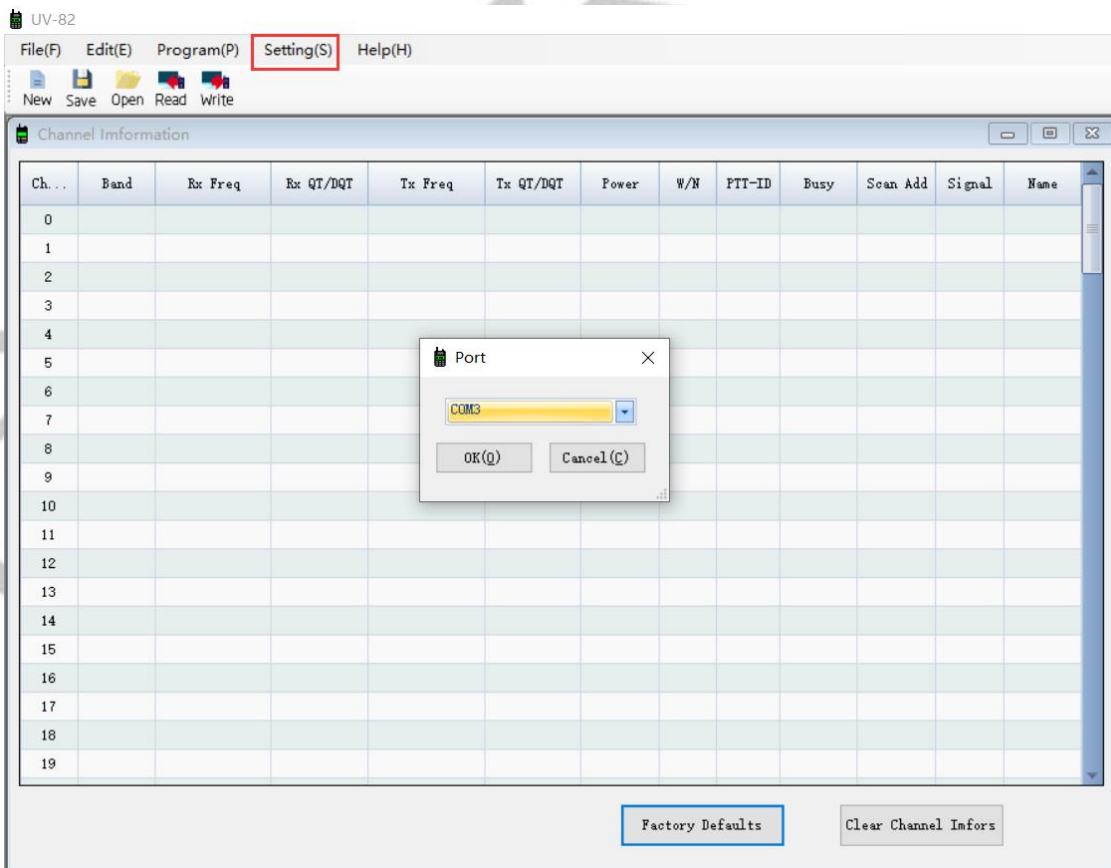 UV-82
File(F) Edit(E) Program(P) Setting(S) Help(H)
New Save Open Read Write
Channel Imformation
Ch... Band Rx Freq Rx QT/DQT Tx Freq Tx QT/DQT Power W/N PTT-ID Busy Scan Add Signal Name
0
1
2
3
4
Port
5
6
COM3
7
8
OK(O) Cancel(C)
9
10
11
12
13
14
15
16
17
18
19
Factory Defaults Clear Channel Imfors